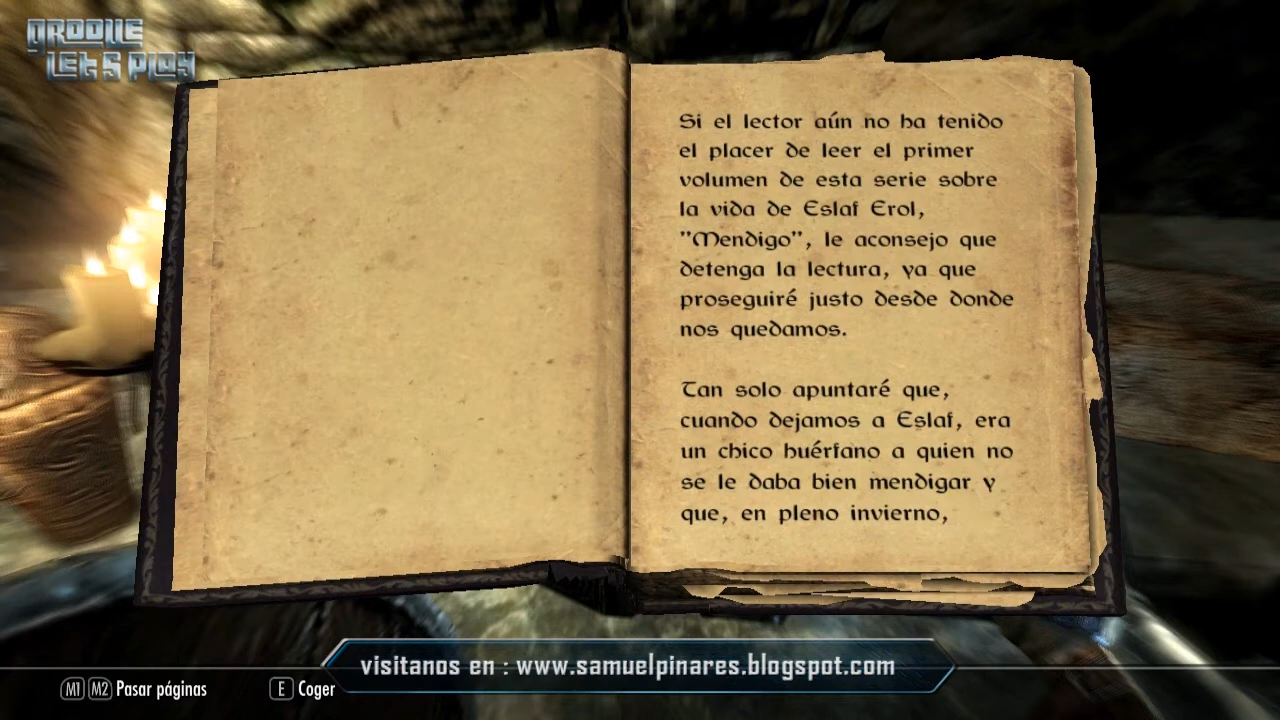 AROQUE
LET'S PLAY
Si el lector aún no ha tenido
el placer de leer el primer
volumen de esta serie sobre
la vida de Eslaf Erol,
"Mendigo", le aconsejo que
detenga la lectura, ya que
proseguiré justo desde donde
nos quedamos.
Tan solo apuntaré que,
cuando dejamos a Eslaf, era
un chico huérfano a quien no
se le daba bien mendigar y
que, en pleno invierno,
visitanos en : www.samuelpinares.blogspot.com
M1 M2 Pasar páginas
E Coger